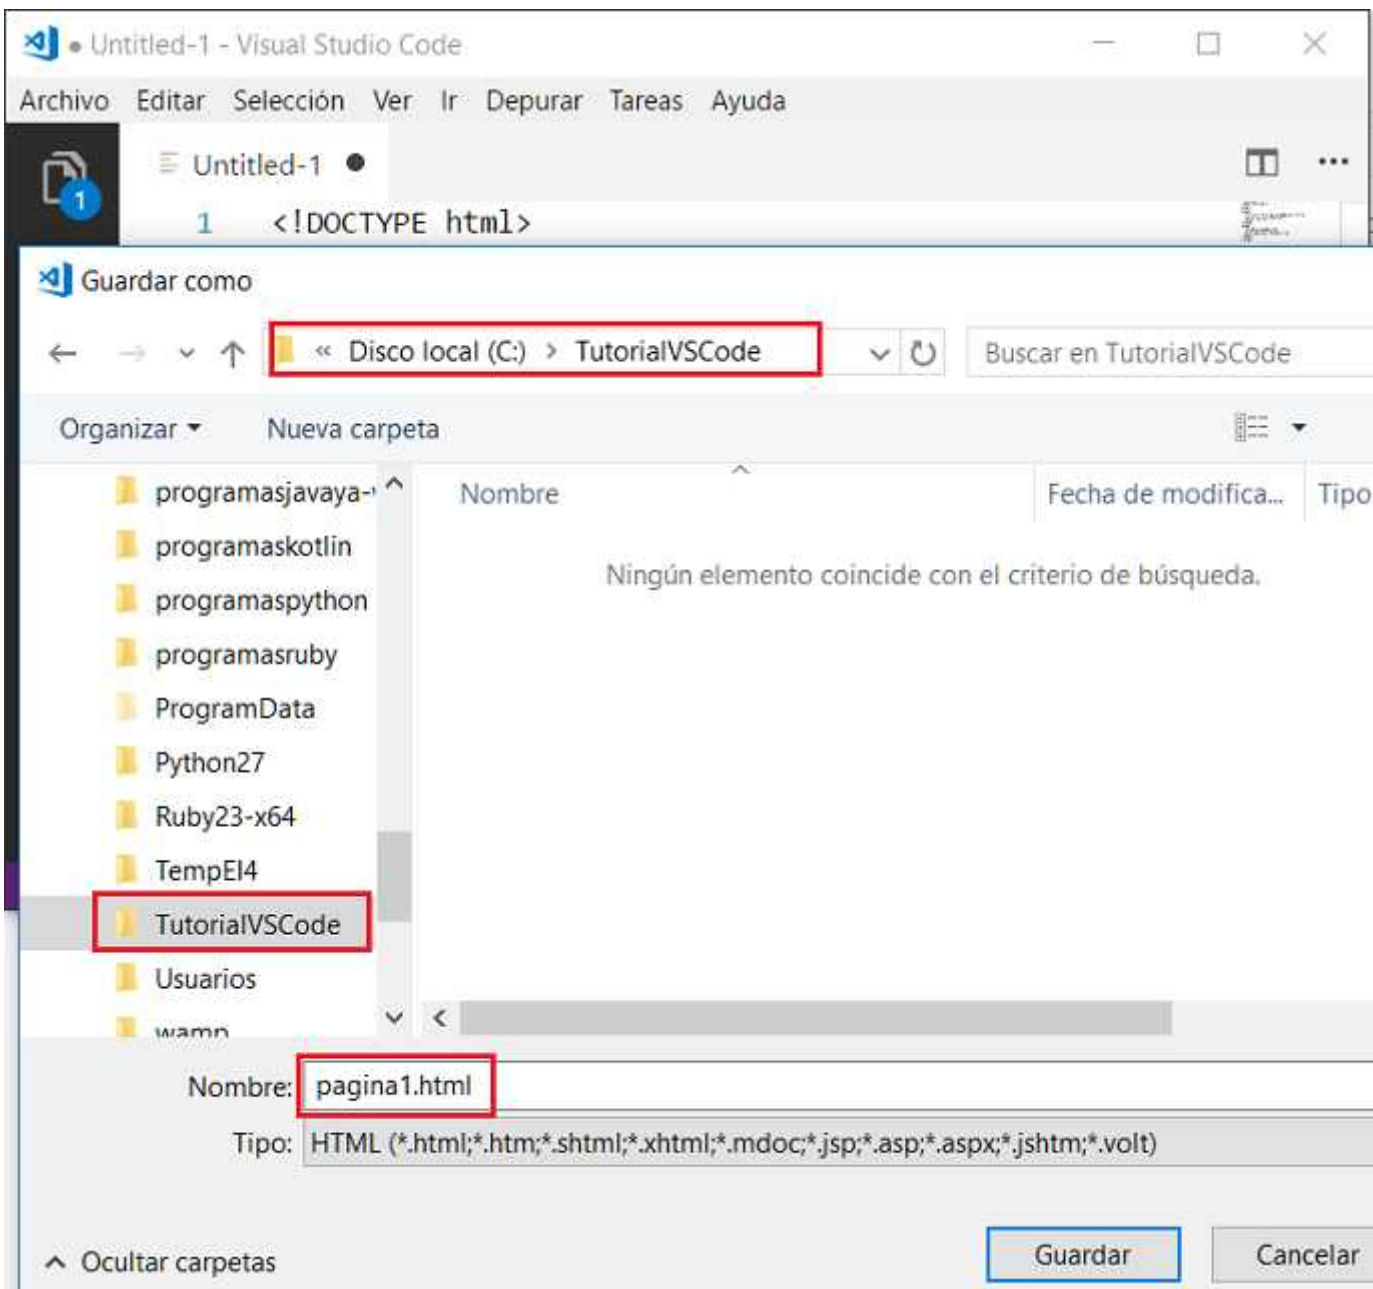 ● Untitled-1 - Visual Studio Code
Archivo Editar Selección Ver Ir Depurar Tareas Ayuda
Untitled-1 ●
1
1 <!DOCTYPE html>
Guardar como
« Disco local (C:) > TutorialVSCode
Buscar en TutorialVSCode
Organizar Nueva carpeta
Nombre Fecha de modifica... Tipo
Ningún elemento coincide con el criterio de búsqueda.
programasjavaya-
programaskotlin
programaspython
programasruby
ProgramData
Python27
Ruby23-x64
TempEI4
TutorialVSCode
Usuarios
wamp
Nombre: pagina1.html
Tipo: HTML (*.html;*.htm;*.shtml;*.xhtml;*.mdoc;*.jsp;*.asp;*.aspx;*.jshtm;*.volt)
Ocultar carpetas
Guardar Cancelar